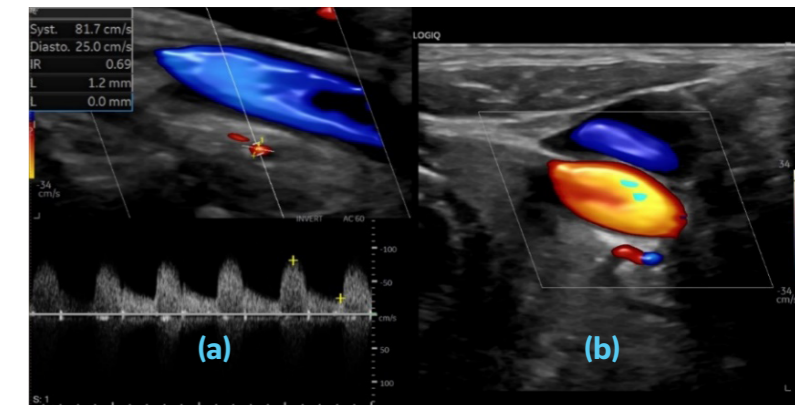 Syst. 81.7 cm/s
Diasto. 25.0 cm/s
IR 0.69
L 1.2 mm
L 0.0 mm
-34
cm/s
INVERT AC 60
-100
-50
cm/s
50
100
S: 1
(a)
LOGIQ
34
-34
cm/s
(b)